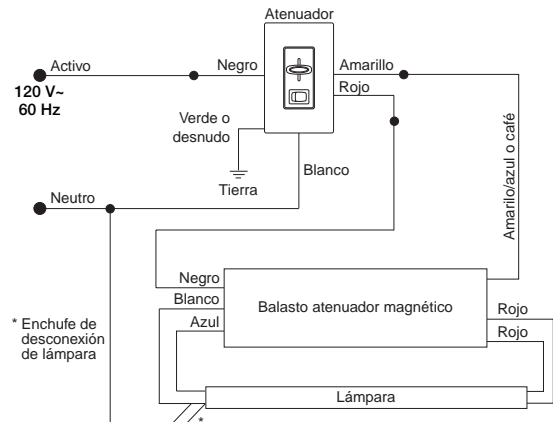 Atenuador
Activo
Negro
Amarillo
Rojo
120 V~
60 Hz
Verde o
desnudo
Tierra
Blanco
Amarilo/azul o café
Neutro
Negro
Blanco
Azul
Balasto atenuador magnético
Rojo
Rojo
* Enchufe de
desconexión
de lámpara
Lámpara
*